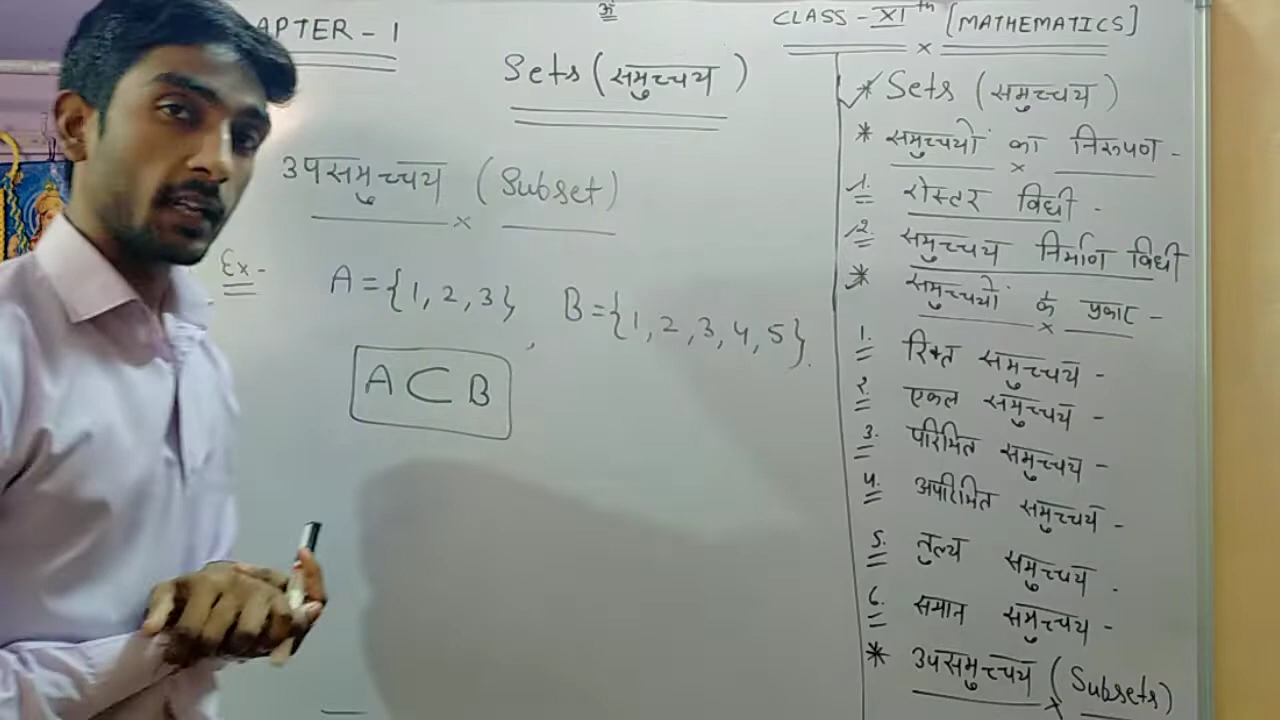 APTER - 1
ॐ
CLASS - XIth [MATHEMATICS]
Sets (समुच्चय)
उपसमुच्चय (Subset)
Ex-
A = {1, 2, 3}, B = {1, 2, 3, 4, 5}.
A ⊂ B
* Sets (समुच्चय)
* समुच्चयों का निरुपण -
1. रोस्टर विधी -
2. समुच्चय निर्माण विधी
* समुच्चयों के प्रकार -
1. रिक्त समुच्चय -
2. एकल समुच्चय -
3. परिमित समुच्चय -
4. अपरिमित समुच्चय -
5. तुल्य समुच्चय .
6. समान समुच्चय -
* उपसमुच्चय (Subsets)